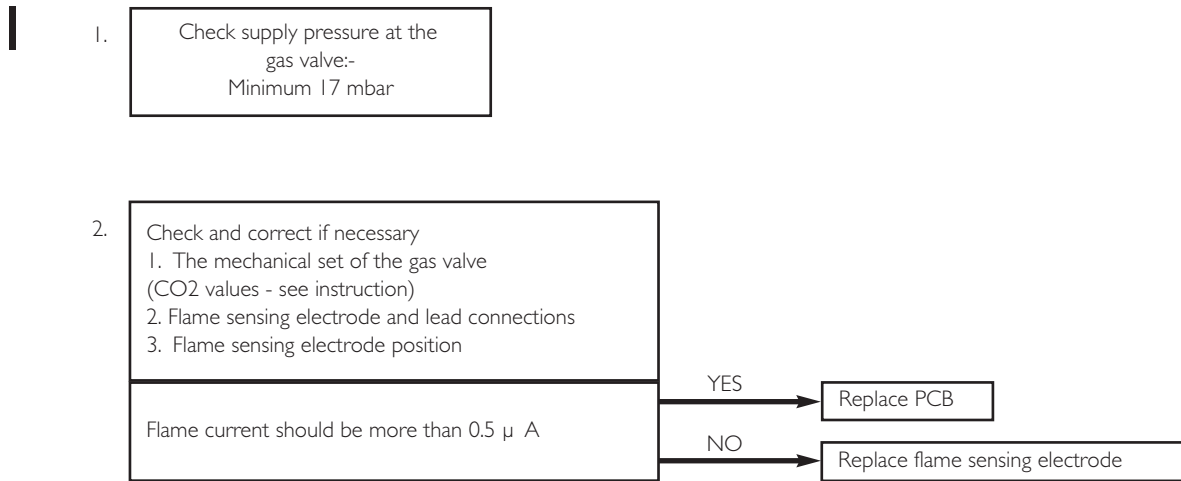 1.
Check supply pressure at the
gas valve:-
Minimum 17 mbar
2.
Check and correct if necessary
1. The mechanical set of the gas valve
(CO2 values - see instruction)
2. Flame sensing electrode and lead connections
3. Flame sensing electrode position
Flame current should be more than 0.5 µ A
YES
Replace PCB
NO
Replace flame sensing electrode